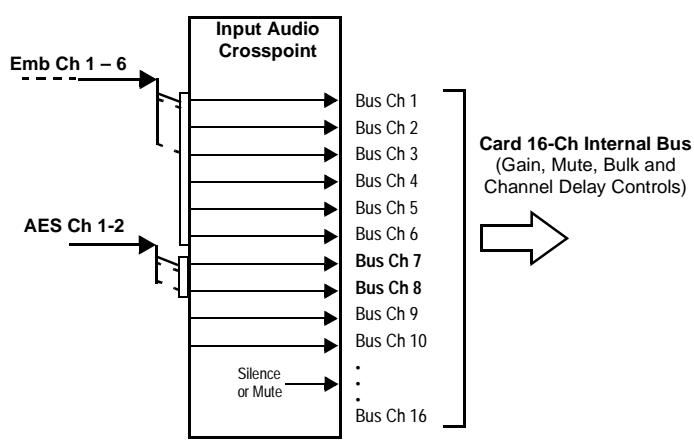 Input Audio
Crosspoint
Emb Ch 1 – 6
AES Ch 1-2
Silence
or Mute
Bus Ch 1
Bus Ch 2
Bus Ch 3
Bus Ch 4
Bus Ch 5
Bus Ch 6
Bus Ch 7
Bus Ch 8
Bus Ch 9
Bus Ch 10
Bus Ch 16
Card 16-Ch Internal Bus
(Gain, Mute, Bulk and
Channel Delay Controls)